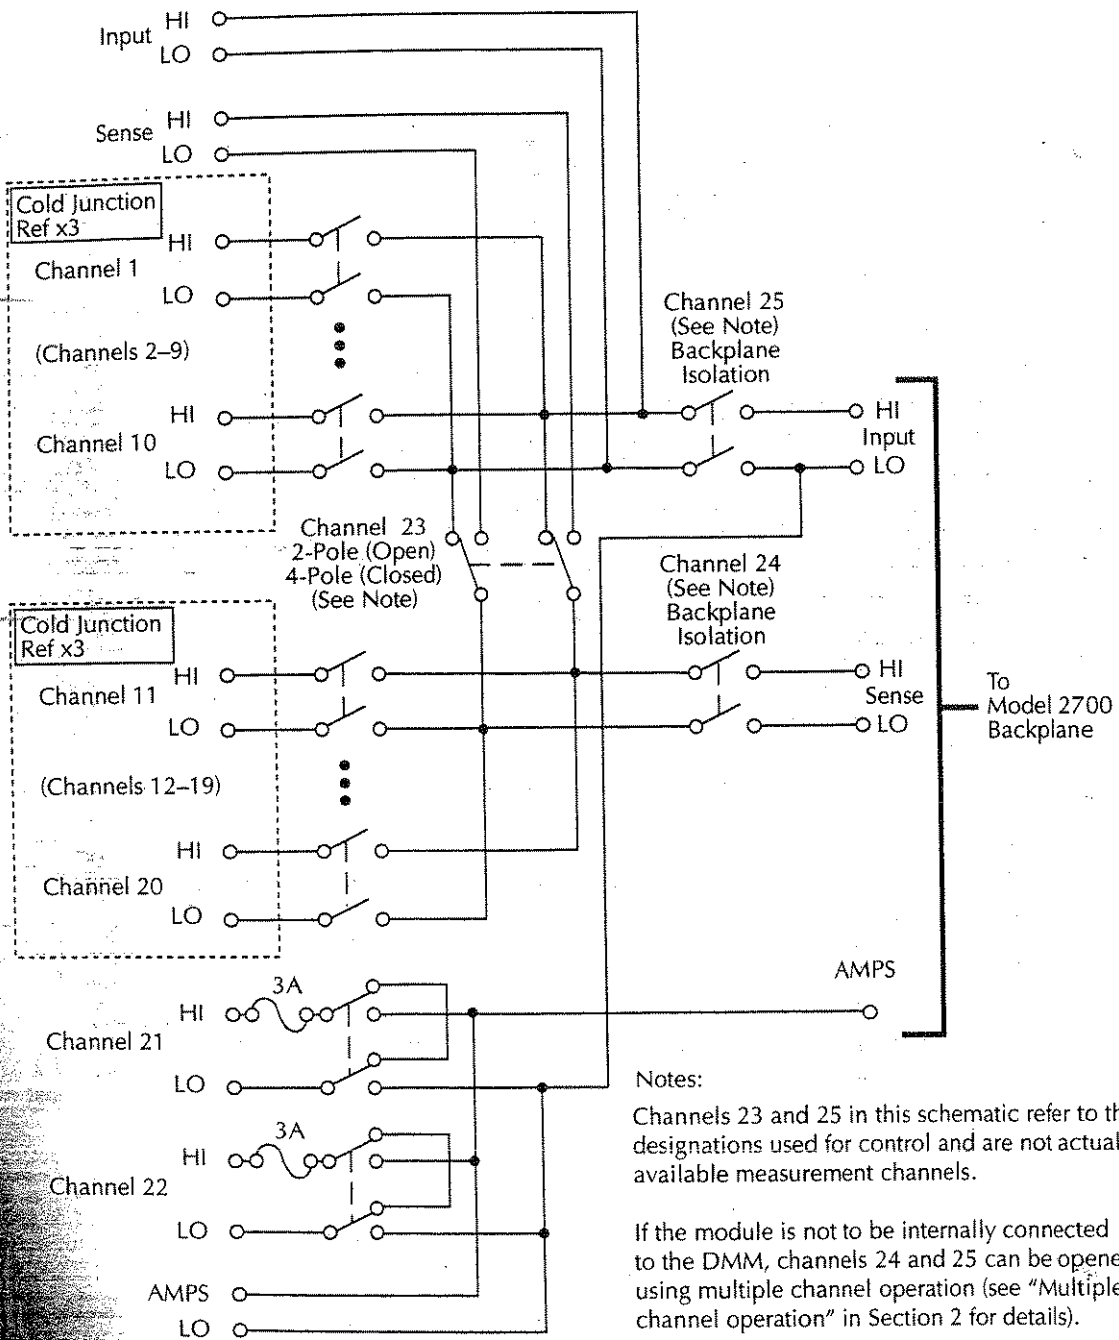 Input HI
LO
Sense HI
LO
Cold Junction
Ref x3
HI
Channel 1
LO
(Channels 2–9)
HI
Channel 10
LO
Channel 25
(See Note)
Backplane
Isolation
HI
Input
LO
Channel 23
2-Pole (Open)
4-Pole (Closed)
(See Note)
Channel 24
(See Note)
Backplane
Isolation
Cold Junction
Ref x3
HI
Channel 11
LO
(Channels 12–19)
HI
Channel 20
LO
HI
Sense
LO
To
Model 2700
Backplane
AMPS
3A
HI
Channel 21
LO
3A
HI
Channel 22
LO
AMPS
LO
Notes:
Channels 23 and 25 in this schematic refer to th
designations used for control and are not actual
available measurement channels.
If the module is not to be internally connected
to the DMM, channels 24 and 25 can be opene
using multiple channel operation (see “Multiple
channel operation” in Section 2 for details).